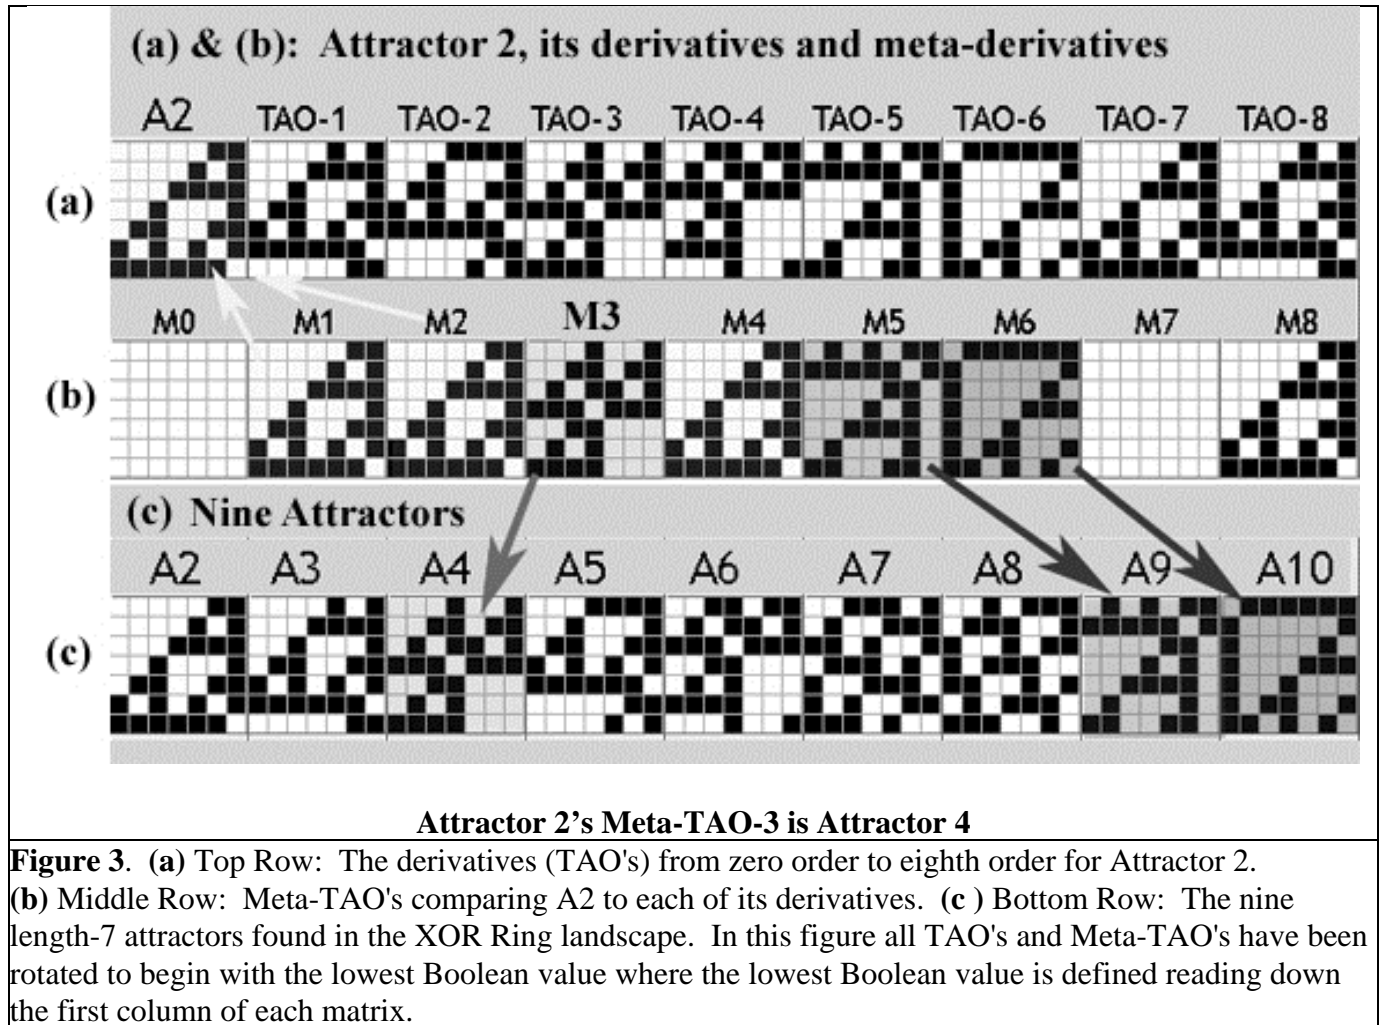 (a) & (b): Attractor 2, its derivatives and meta-derivatives
A2 TAO-1 TAO-2 TAO-3 TAO-4 TAO-5 TAO-6 TAO-7 TAO-8
(a)
M0 M1 M2 M3 M4 M5 M6 M7 M8
(b)
(c) Nine Attractors
A2 A3 A4 A5 A6 A7 A8 A9 A10
(c)
Attractor 2's Meta-TAO-3 is Attractor 4
Figure 3. (a) Top Row: The derivatives (TAO's) from zero order to eighth order for Attractor 2.
(b) Middle Row: Meta-TAO's comparing A2 to each of its derivatives. (c ) Bottom Row: The nine
length-7 attractors found in the XOR Ring landscape. In this figure all TAO's and Meta-TAO's have been
rotated to begin with the lowest Boolean value where the lowest Boolean value is defined reading down
the first column of each matrix.